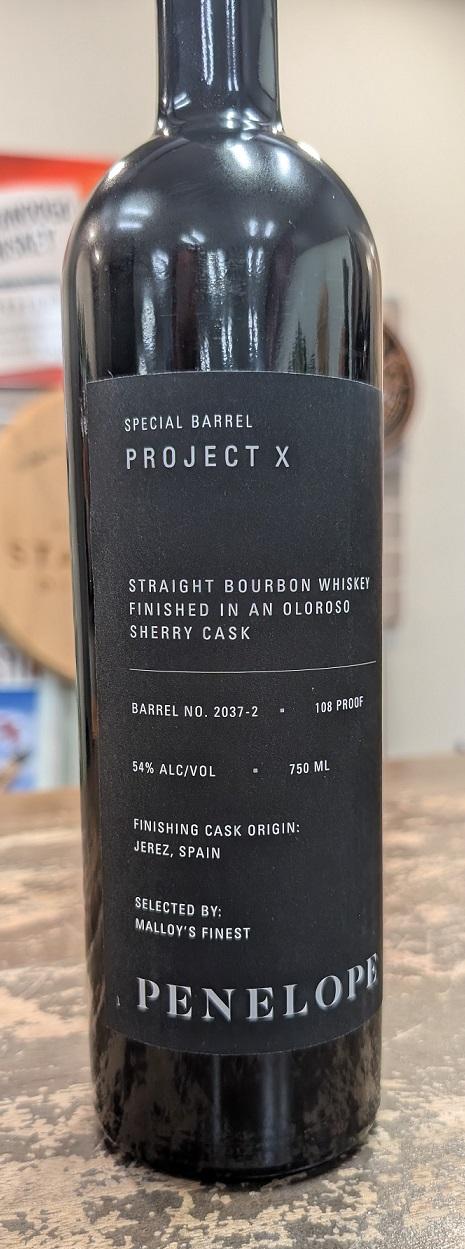 SPECIAL BARREL
PROJECT X
STRAIGHT BOURBON WHISKEY
FINISHED IN AN OLOROSO
SHERRY CASK
BARREL NO. 2037-2 ▪ 108 PROOF
54% ALC/VOL ▪ 750 ML
FINISHING CASK ORIGIN:
JEREZ, SPAIN
SELECTED BY:
MALLOY'S FINEST
PENELOPE